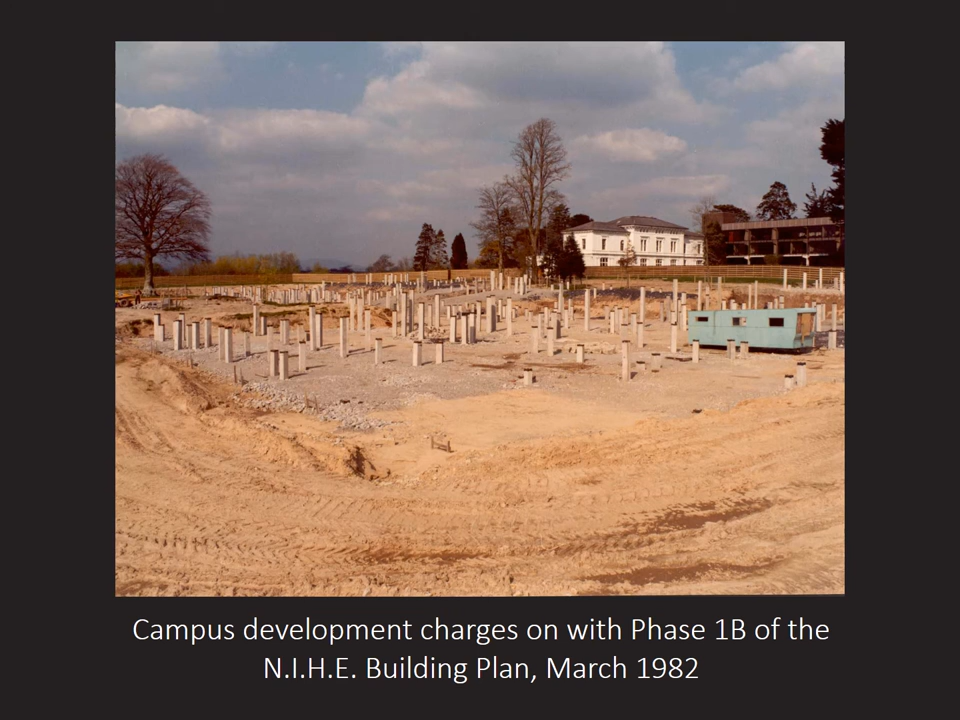 Campus development charges on with Phase 1B of the
N.I.H.E. Building Plan, March 1982